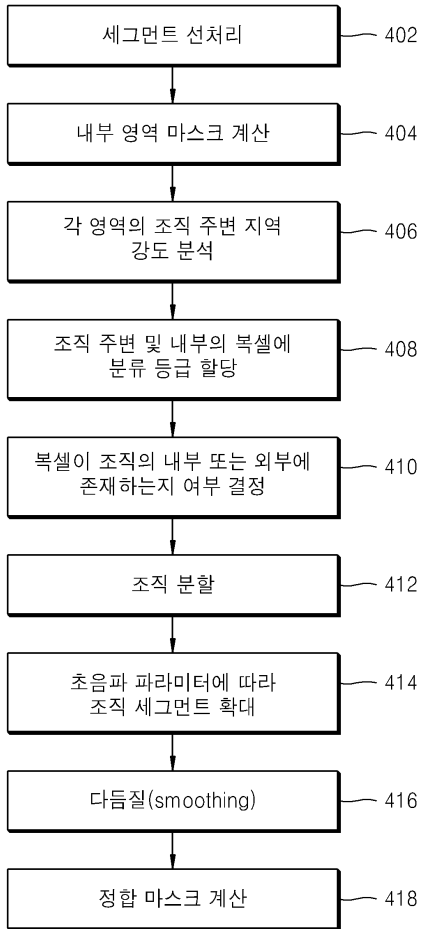 세그먼트 선처리
402
내부 영역 마스크 계산
404
각 영역의 조직 주변 지역
강도 분석
406
조직 주변 및 내부의 복셀에
분류 등급 할당
408
복셀이 조직의 내부 또는 외부에
존재하는지 여부 결정
410
조직 분할
412
초음파 파라미터에 따라
조직 세그먼트 확대
414
다듬질(smoothing)
416
정합 마스크 계산
418